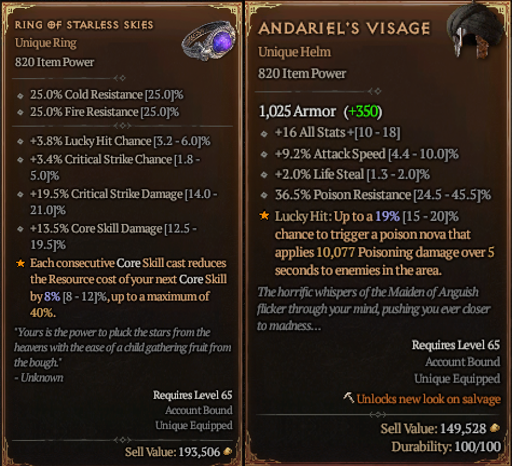 RING OF STARLESS SKIES
Unique Ring
820 Item Power
25.0% Cold Resistance [25.0]%
25.0% Fire Resistance [25.0]%
+3.8% Lucky Hit Chance [3.2 - 6.0]%
+3.4% Critical Strike Chance [1.8 -
5.0]%
+19.5% Critical Strike Damage [14.0 -
21.0]%
+13.5% Core Skill Damage [12.5 -
19.5]%
Each consecutive Core Skill cast reduces
the Resource cost of your next Core Skill
by 8% [8 - 12]%, up to a maximum of
40%.
"Yours is the power to pluck the stars from the
heavens with the ease of a child gathering fruit from
the bough."
- Unknown
Requires Level 65
Account Bound
Unique Equipped
Sell Value: 193,506
ANDARIEL'S VISAGE
Unique Helm
820 Item Power
1,025 Armor (+350)
+16 All Stats +[10 - 18]
+9.2% Attack Speed [4.4 - 10.0]%
+2.0% Life Steal [1.3 - 2.0]%
36.5% Poison Resistance [24.5 - 45.5]%
Lucky Hit: Up to a 19% [15 - 20]%
chance to trigger a poison nova that
applies 10,077 Poisoning damage over 5
seconds to enemies in the area.
The horrific whispers of the Maiden of Anguish
flicker through your mind, pushing you ever closer
to madness...
Requires Level 65
Account Bound
Unique Equipped
Unlocks new look on salvage
Sell Value: 149,528
Durability: 100/100